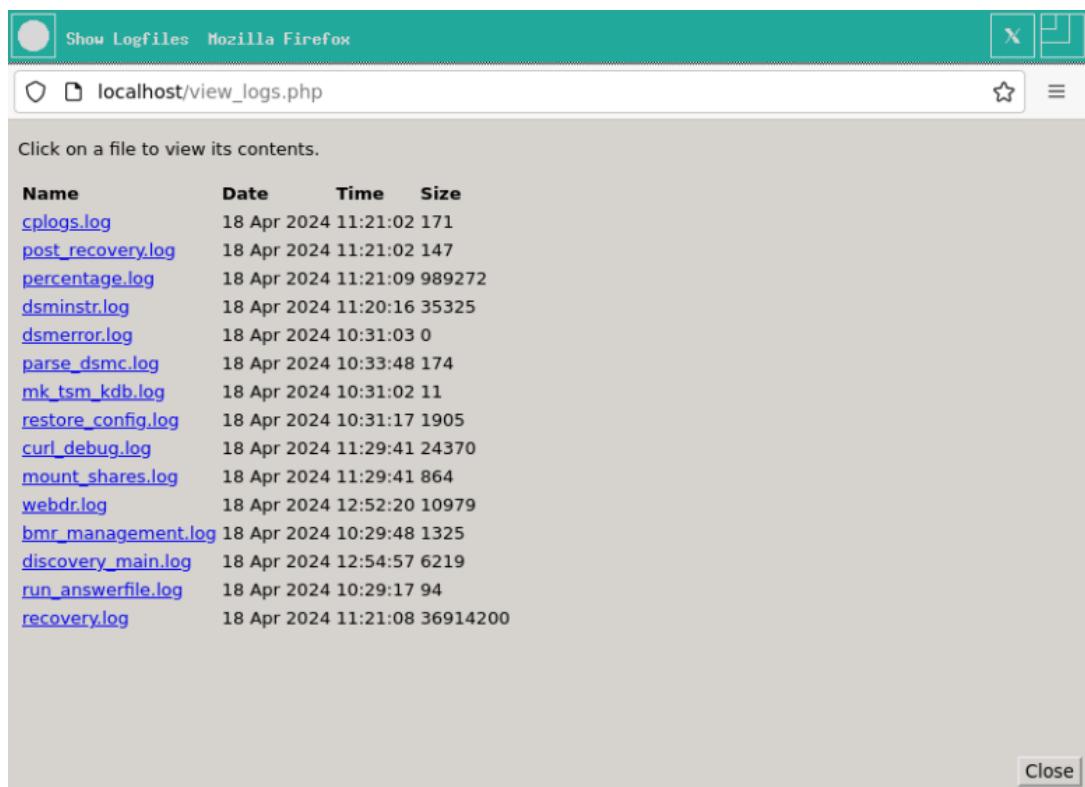 Show Logfiles Mozilla Firefox X
localhost/view_logs.php
Click on a file to view its contents.
Name Date Time Size
cplogs.log 18 Apr 2024 11:21:02 171
post_recovery.log 18 Apr 2024 11:21:02 147
percentage.log 18 Apr 2024 11:21:09 989272
dsminstr.log 18 Apr 2024 11:20:16 35325
dsmerror.log 18 Apr 2024 10:31:03 0
parse_dsmc.log 18 Apr 2024 10:33:48 174
mk_tsm_kdb.log 18 Apr 2024 10:31:02 11
restore_config.log 18 Apr 2024 10:31:17 1905
curl_debug.log 18 Apr 2024 11:29:41 24370
mount_shares.log 18 Apr 2024 11:29:41 864
webdr.log 18 Apr 2024 12:52:20 10979
bmr_management.log 18 Apr 2024 10:29:48 1325
discovery_main.log 18 Apr 2024 12:54:57 6219
run_answerfile.log 18 Apr 2024 10:29:17 94
recovery.log 18 Apr 2024 11:21:08 36914200
Close